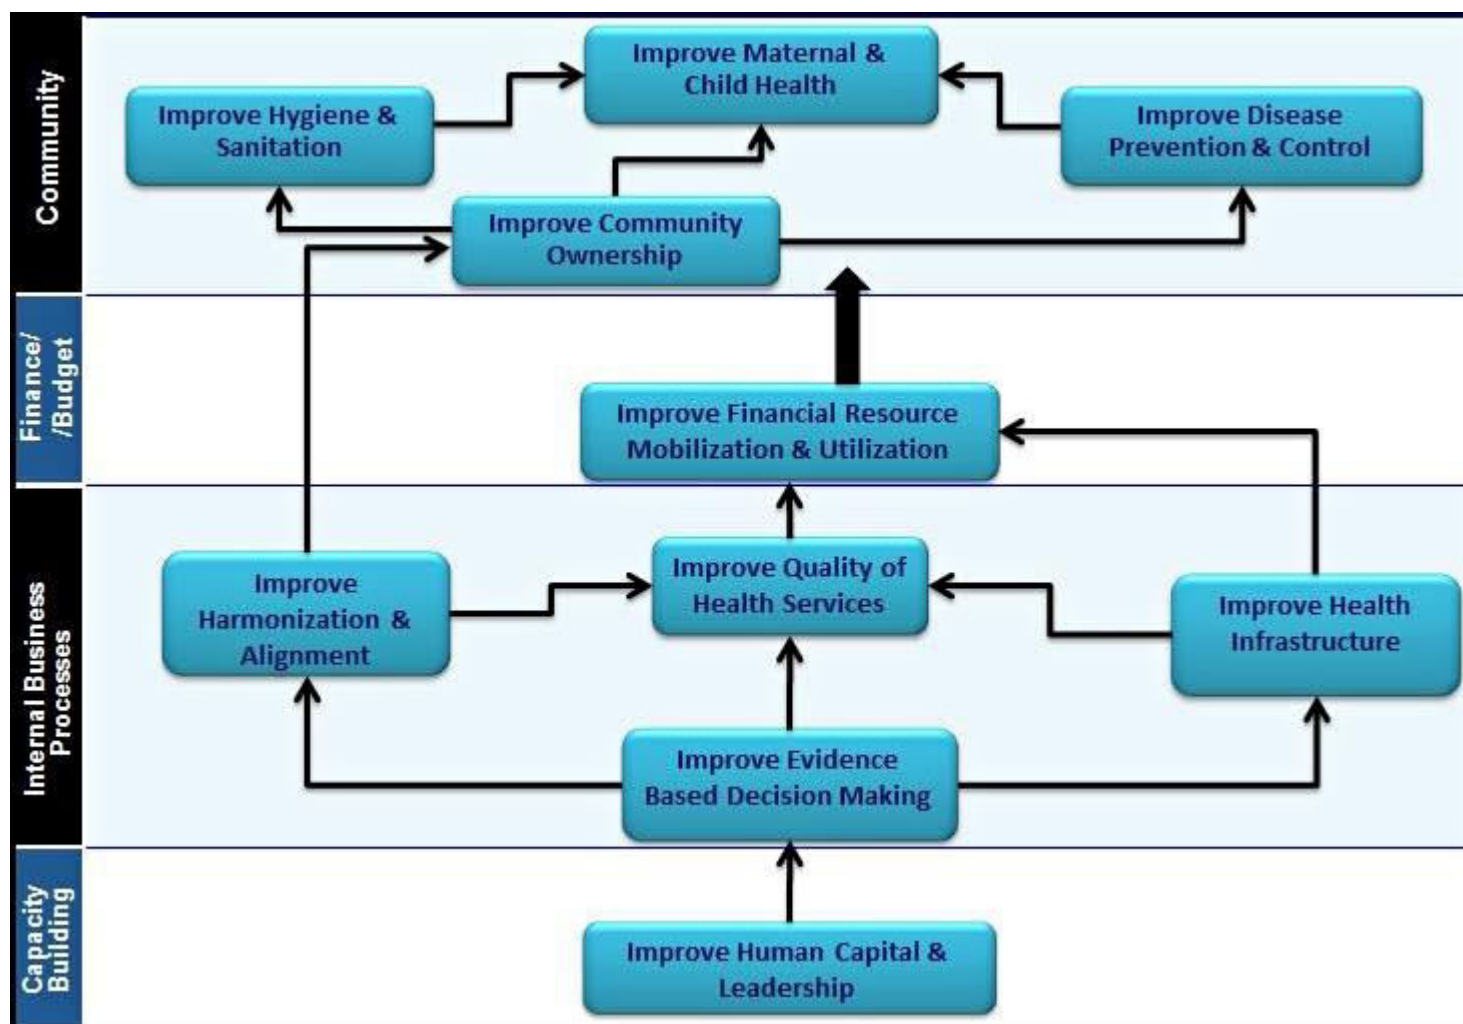 Community
Improve Maternal &
Child Health
Improve Hygiene &
Sanitation
Improve Disease
Prevention & Control
Improve Community
Ownership
Finance/
/Budget
Improve Financial Resource
Mobilization & Utilization
Internal Business
Processes
Improve
Harmonization &
Alignment
Improve Quality of
Health Services
Improve Health
Infrastructure
Improve Evidence
Based Decision Making
Capacity
Building
Improve Human Capital &
Leadership